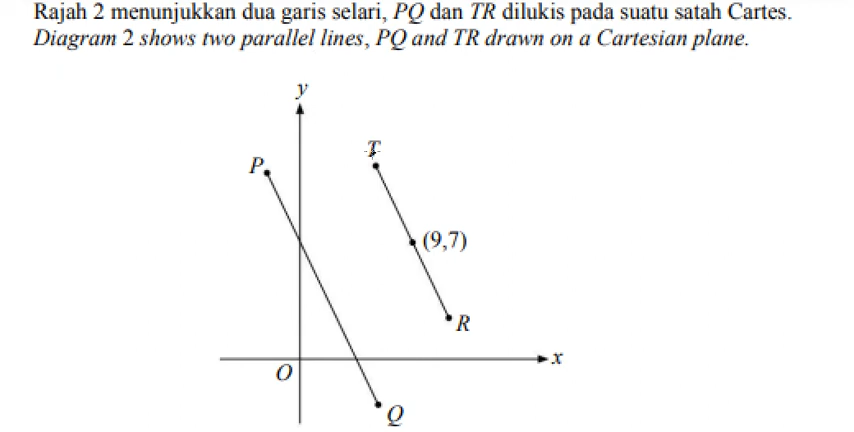 Rajah 2 menunjukkan dua garis selari, PQ dan TR dilukis pada suatu satah Cartes.
Diagram 2 shows two parallel lines, PQ and TR drawn on a Cartesian plane.
y
T
P
(9,7)
R
x
O
Q